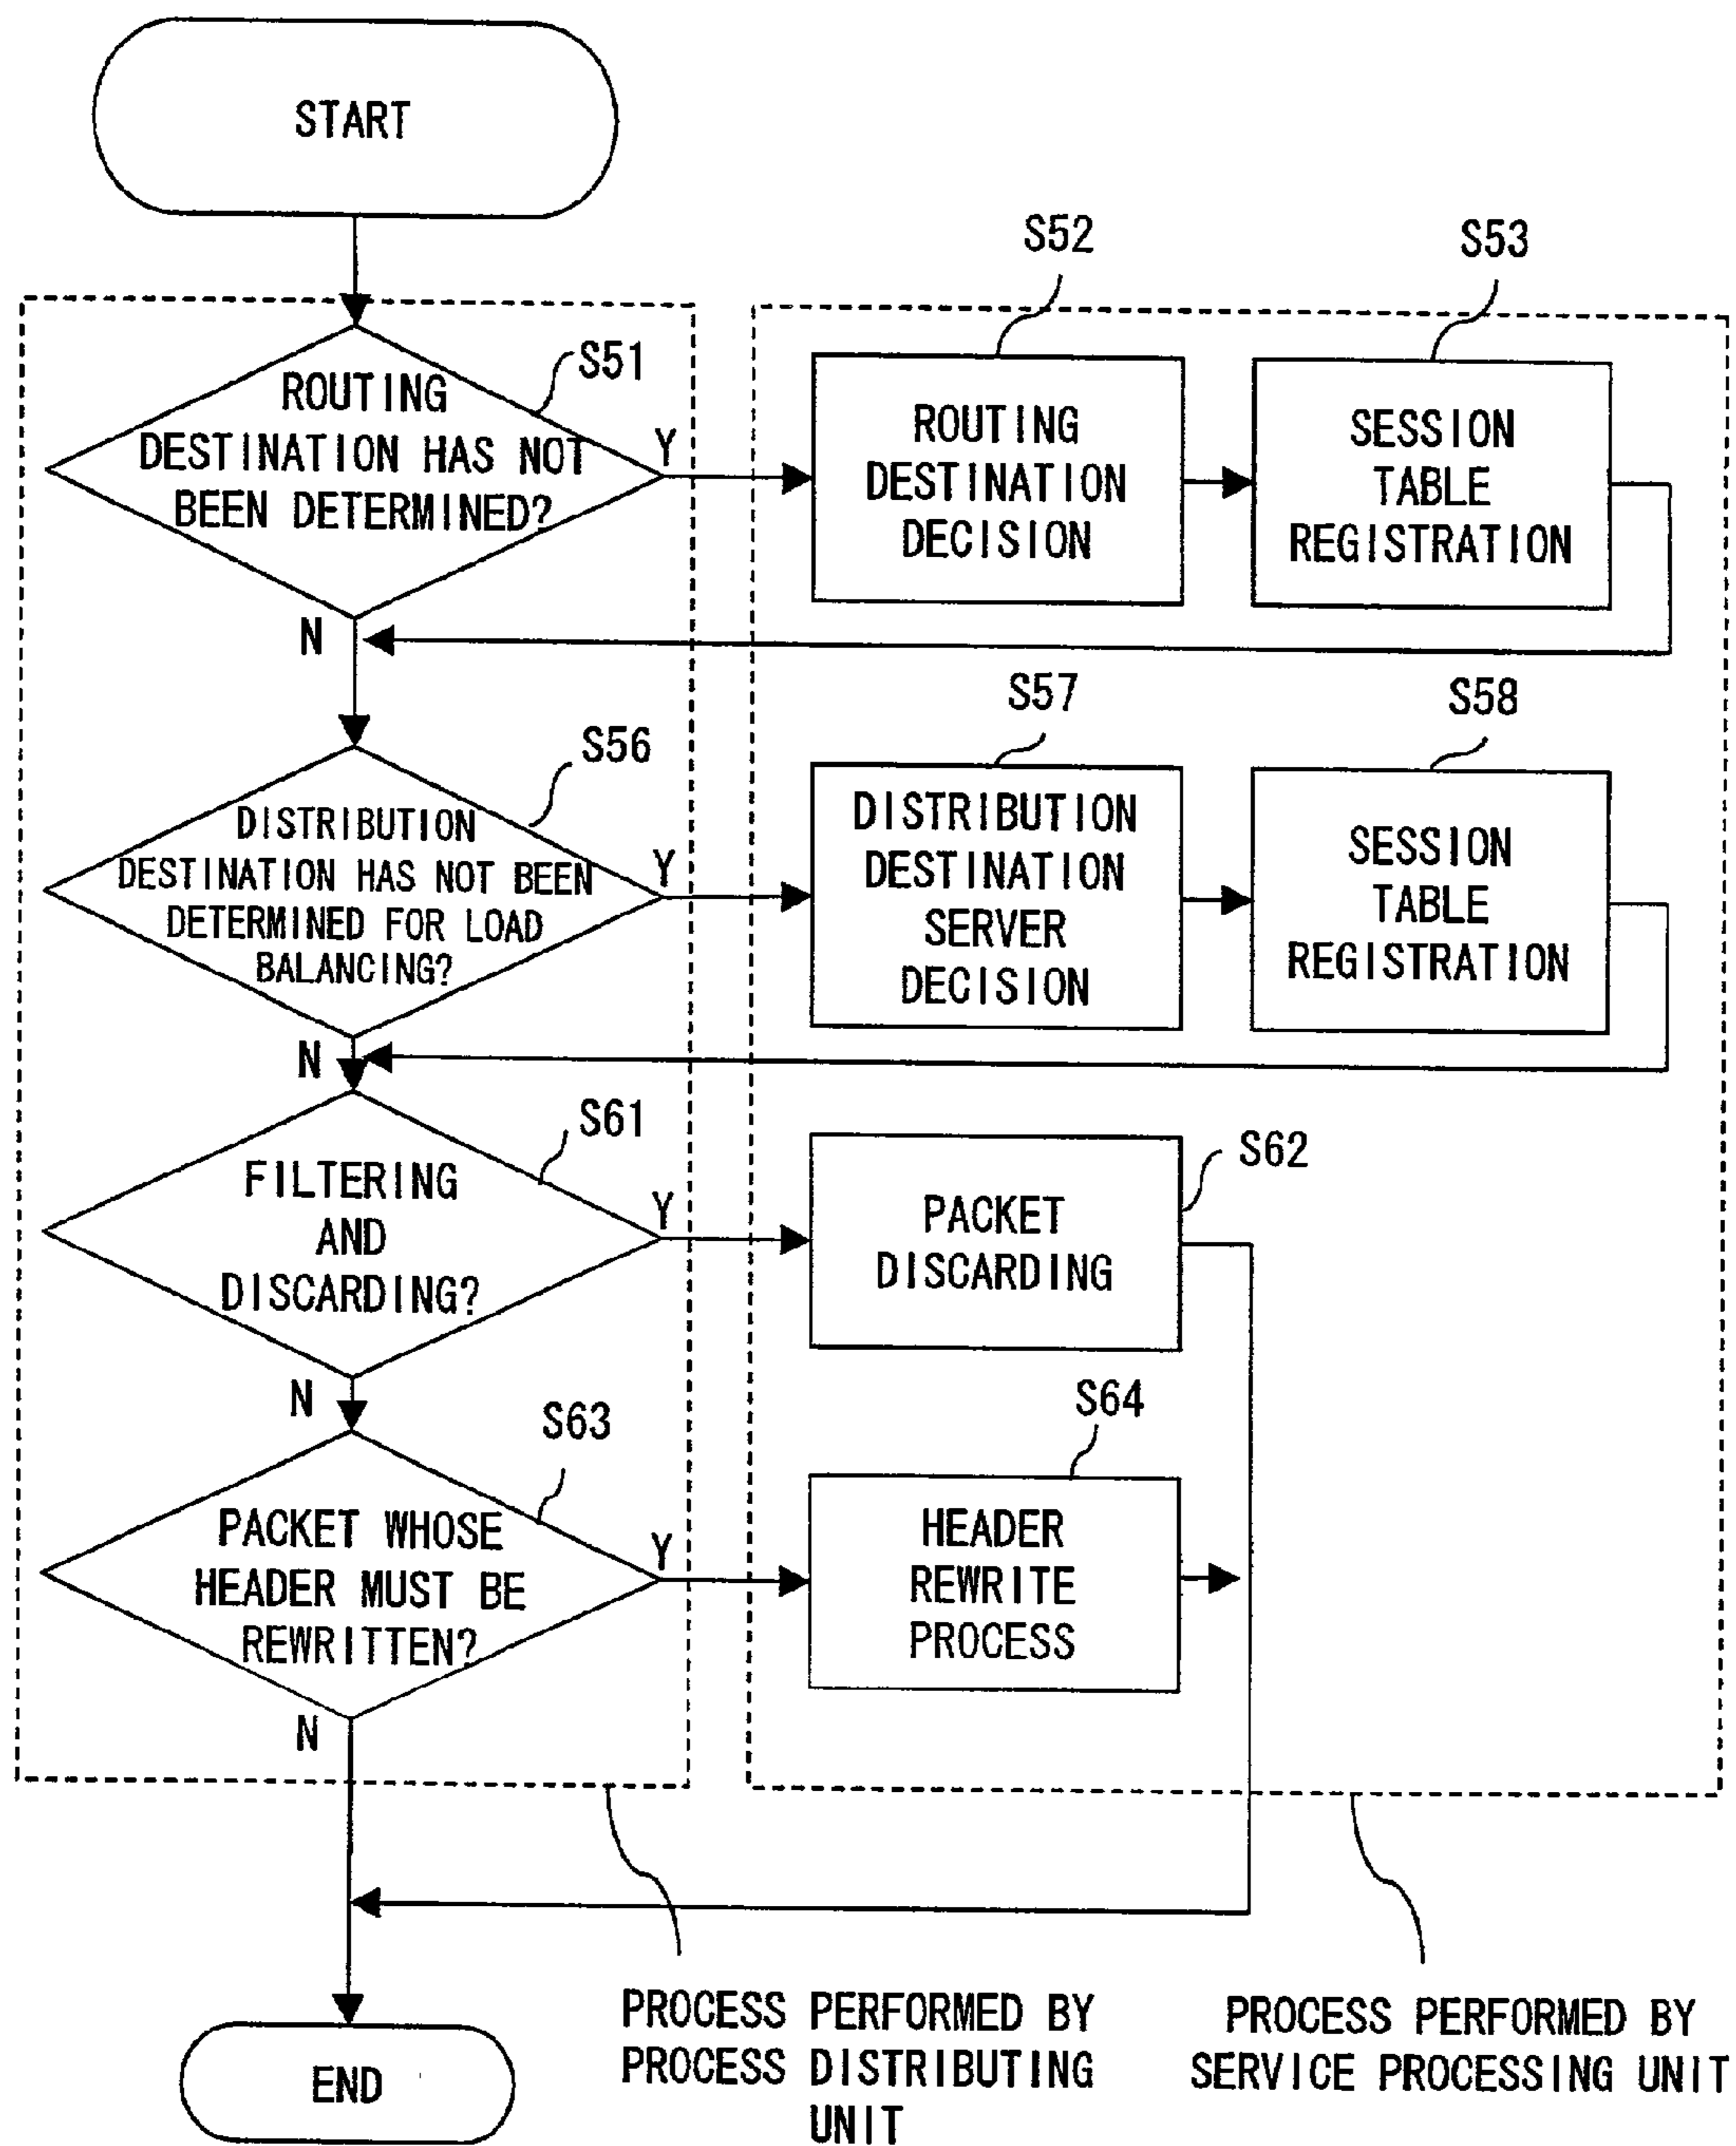 START
S52
S53
S51
ROUTING
DESTINATION HAS NOT
BEEN DETERMINED?
Y
ROUTING
DESTINATION
DECISION
SESSION
TABLE
REGISTRATION
N
S57
S58
S56
DISTRIBUTION
DESTINATION HAS NOT BEEN
DETERMINED FOR LOAD
BALANCING?
Y
DISTRIBUTION
DESTINATION
SERVER
DECISION
SESSION
TABLE
REGISTRATION
N
S61
S62
FILTERING
AND
DISCARDING?
Y
PACKET
DISCARDING
N
S63
S64
PACKET WHOSE
HEADER MUST BE
REWRITTEN?
Y
HEADER
REWRITE
PROCESS
N
PROCESS PERFORMED BY
PROCESS DISTRIBUTING
UNIT
PROCESS PERFORMED BY
SERVICE PROCESSING UNIT
END